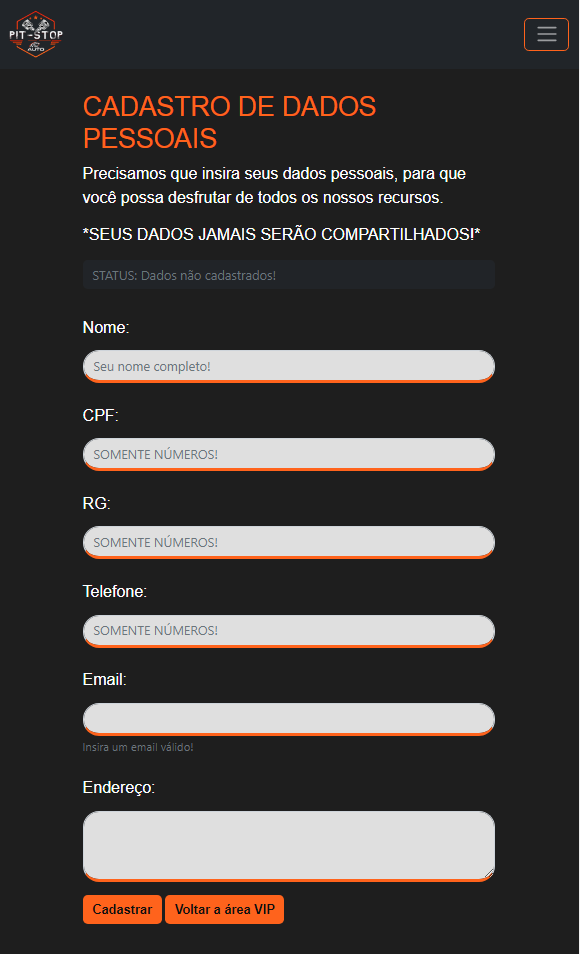 PIT-STOP
AUTO
CADASTRO DE DADOS
PESSOAIS
Precisamos que insira seus dados pessoais, para que
você possa desfrutar de todos os nossos recursos.
*SEUS DADOS JAMAIS SERÃO COMPARTILHADOS!*
STATUS: Dados não cadastrados!
Nome:
Seu nome completo!
CPF:
SOMENTE NÚMEROS!
RG:
SOMENTE NÚMEROS!
Telefone:
SOMENTE NÚMEROS!
Email:
Insira um email válido!
Endereço:
Cadastrar Voltar a área VIP